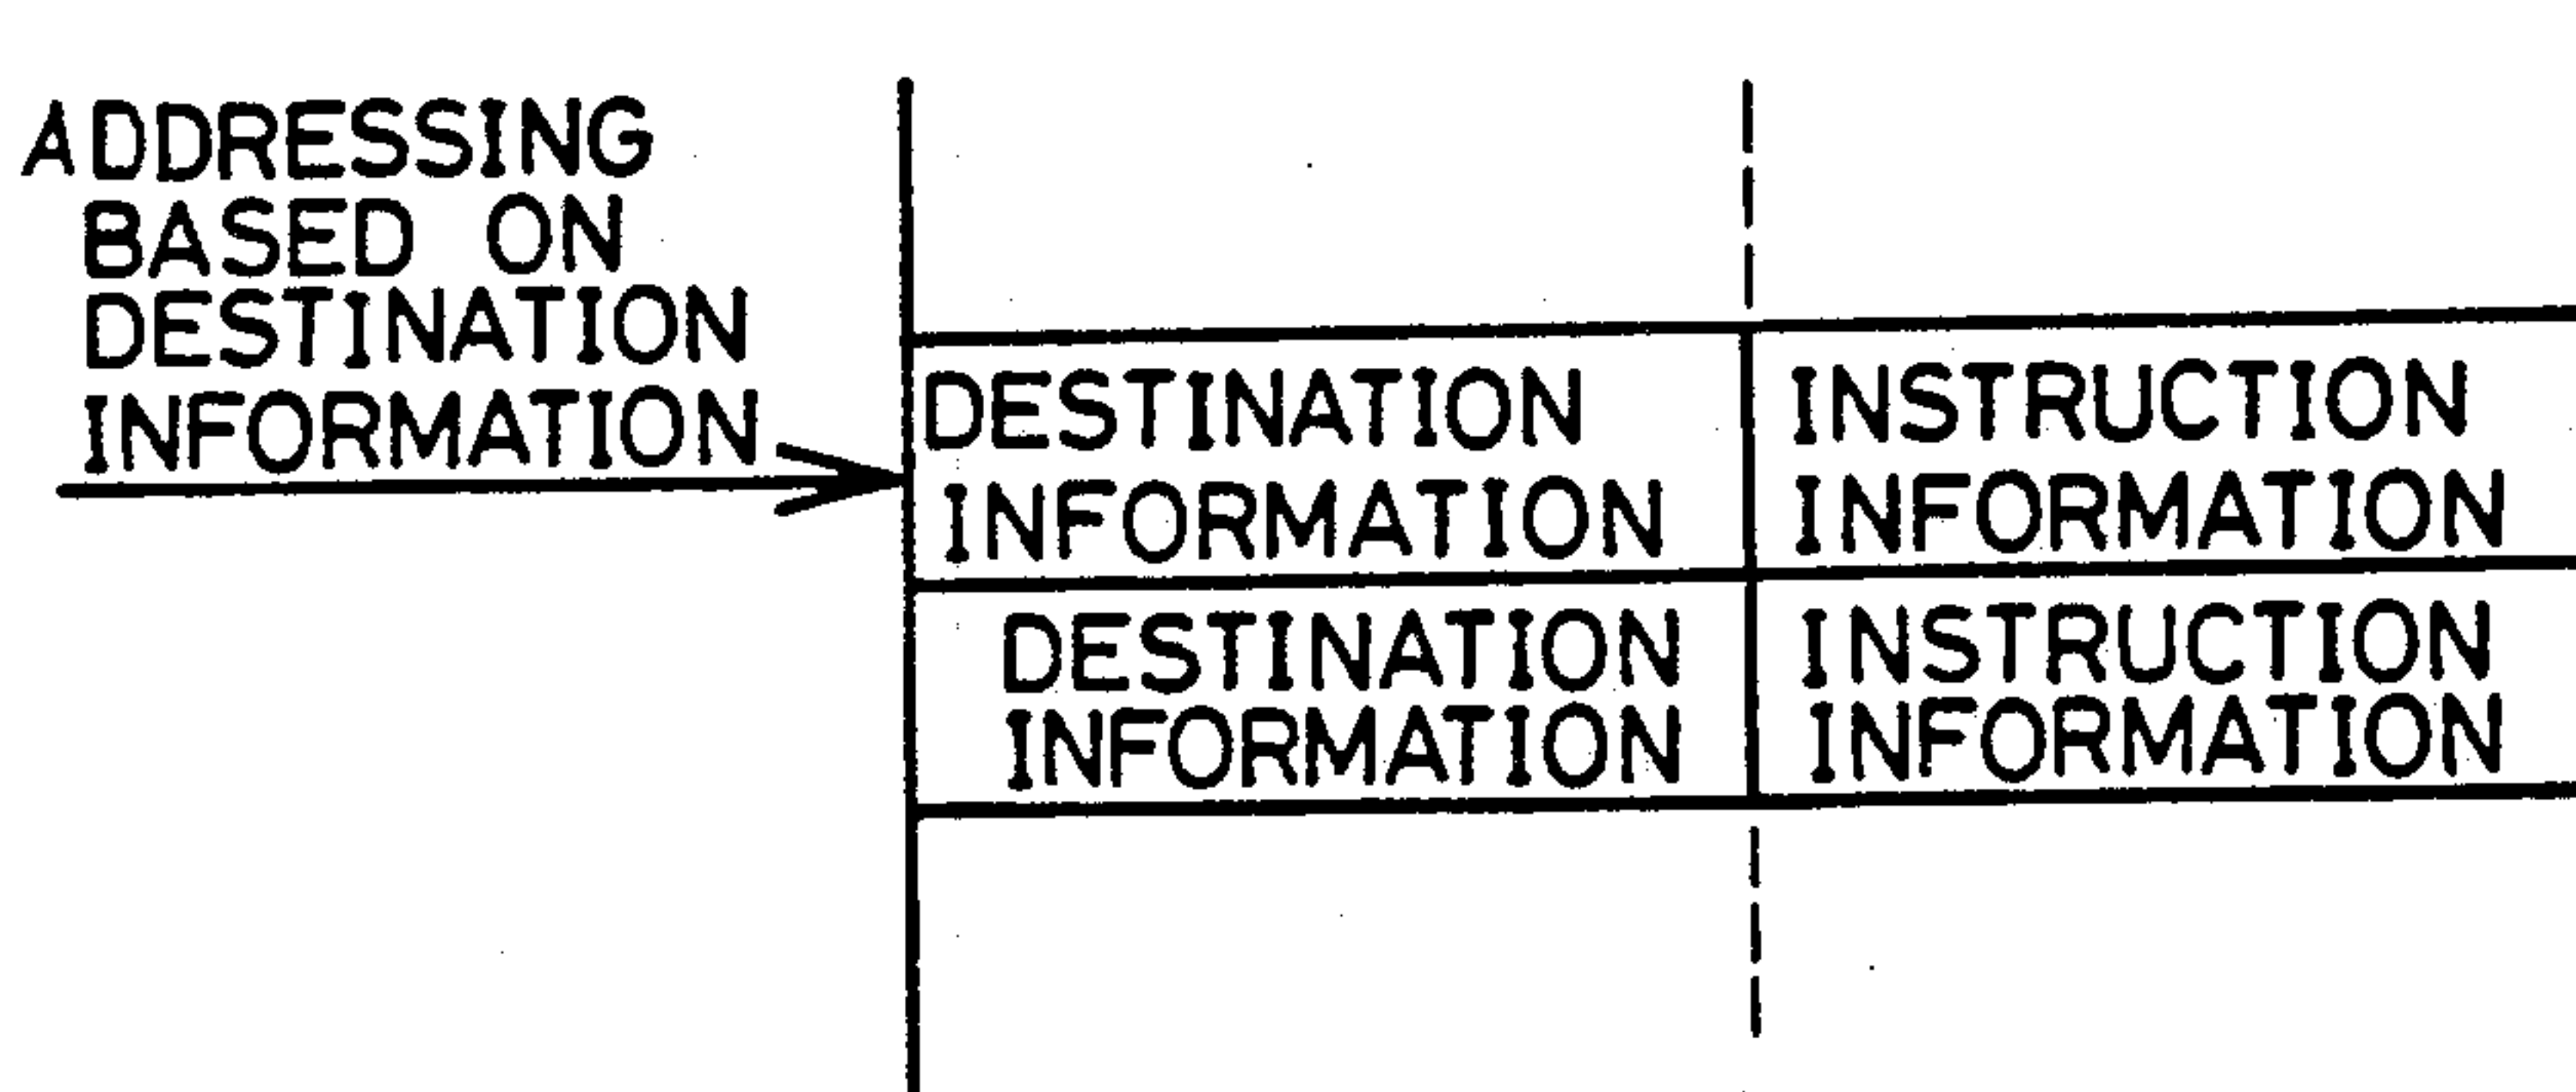 ADDRESSING
BASED ON
DESTINATION
INFORMATION
DESTINATION
INFORMATION
INSTRUCTION
INFORMATION
DESTINATION
INFORMATION
INSTRUCTION
INFORMATION